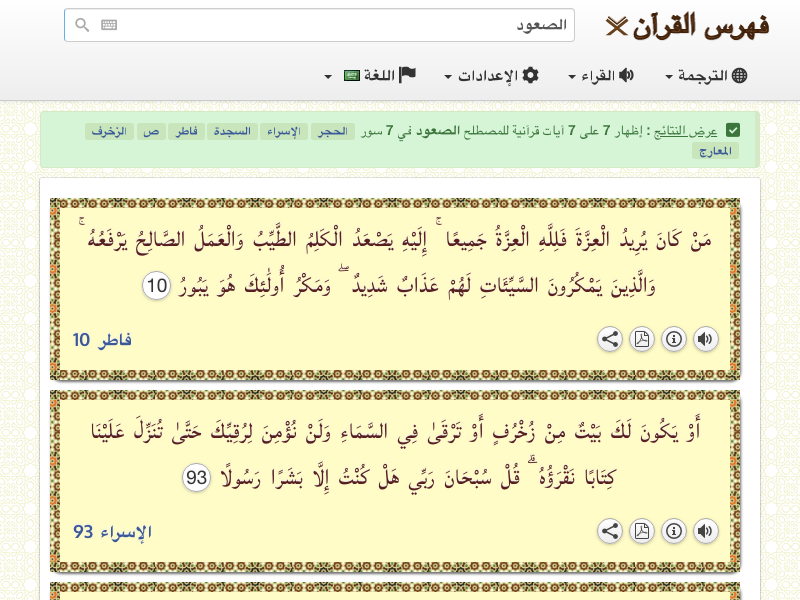 فهرس القرآن
الصعود
الترجمة القراء الإعدادات اللغة
عرض النتائج : إظهار 7 على 7 آيات قرآنية للمصطلح الصعود في 7 سور الحجر الإسراء السجدة فاطر ص الزخرف
المعارج
مَنْ كَانَ يُرِيدُ الْعِزَّةَ فَلِلَّهِ الْعِزَّةُ جَمِيعًا ۚ إِلَيْهِ يَصْعَدُ الْكَلِمُ الطَّيِّبُ وَالْعَمَلُ الصَّالِحُ يَرْفَعُهُ ۚ
وَالَّذِينَ يَمْكُرُونَ السَّيِّئَاتِ لَهُمْ عَذَابٌ شَدِيدٌ ۖ وَمَكْرُ أُولَٰئِكَ هُوَ يَبُورُ 10
فاطر 10
أَوْ يَكُونَ لَكَ بَيْتٌ مِنْ زُخْرُفٍ أَوْ تَرْقَىٰ فِي السَّمَاءِ وَلَنْ نُؤْمِنَ لِرُقِيِّكَ حَتَّىٰ تُنَزِّلَ عَلَيْنَا
كِتَابًا نَقْرَؤُهُ ۗ قُلْ سُبْحَانَ رَبِّي هَلْ كُنْتُ إِلَّا بَشَرًا رَسُولًا 93
الإسراء 93